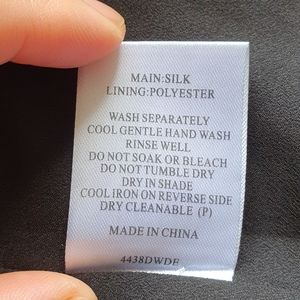 MAIN:SILK
LINING:POLYESTER
WASH SEPARATELY
COOL GENTLE HAND WASH
RINSE WELL
DO NOT SOAK OR BLEACH
DO NOT TUMBLE DRY
DRY IN SHADE
COOL IRON ON REVERSE SIDE
DRY CLEANABLE (P)
MADE IN CHINA
4438DWDE